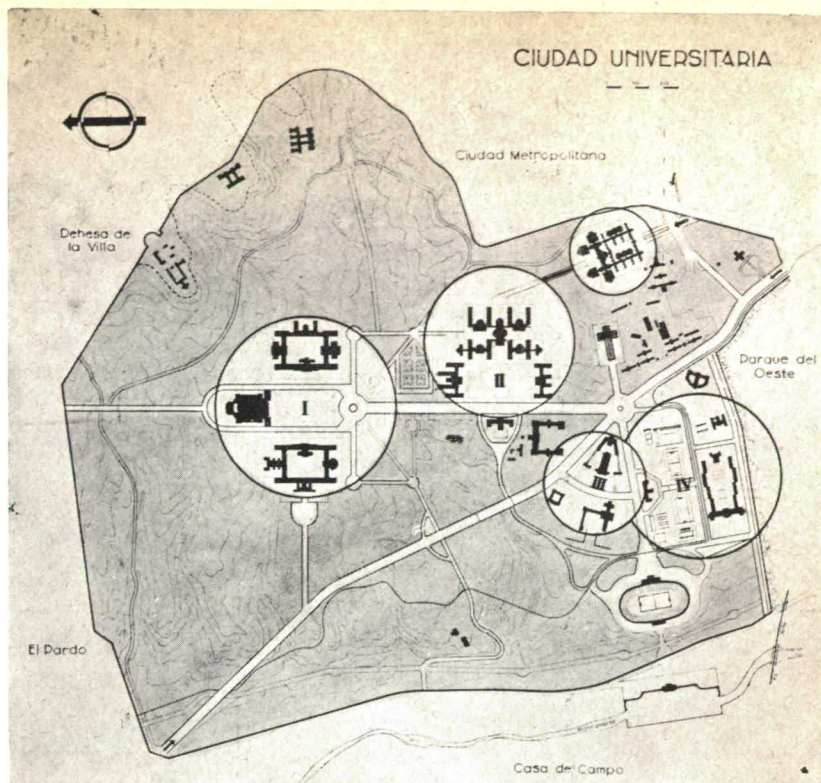 CIUDAD UNIVERSITARIA
Ciudad Metropolitana
Dehesa de
la Villa
Parque del
Oeste
I
II
III
IV
El Pardo
Casa de Campo